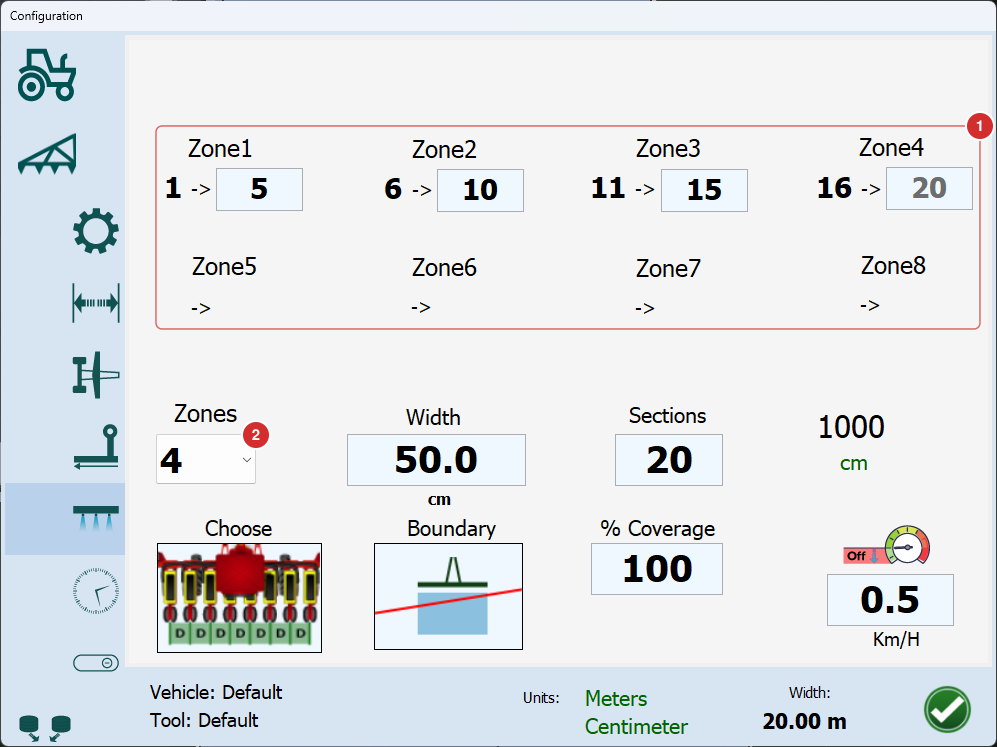 Configuration
1
Zone1 Zone2 Zone3 Zone4
1 -> 5 6 -> 10 11 -> 15 16 -> 20
Zone5 Zone6 Zone7 Zone8
-> -> -> ->
Zones Width Sections 1000
2
4 50.0 20 cm
cm
Choose Boundary % Coverage
100 Off
D D D D D D D
0.5
Km/H
Vehicle: Default Units: Meters Width:
Tool: Default Centimeter 20.00 m